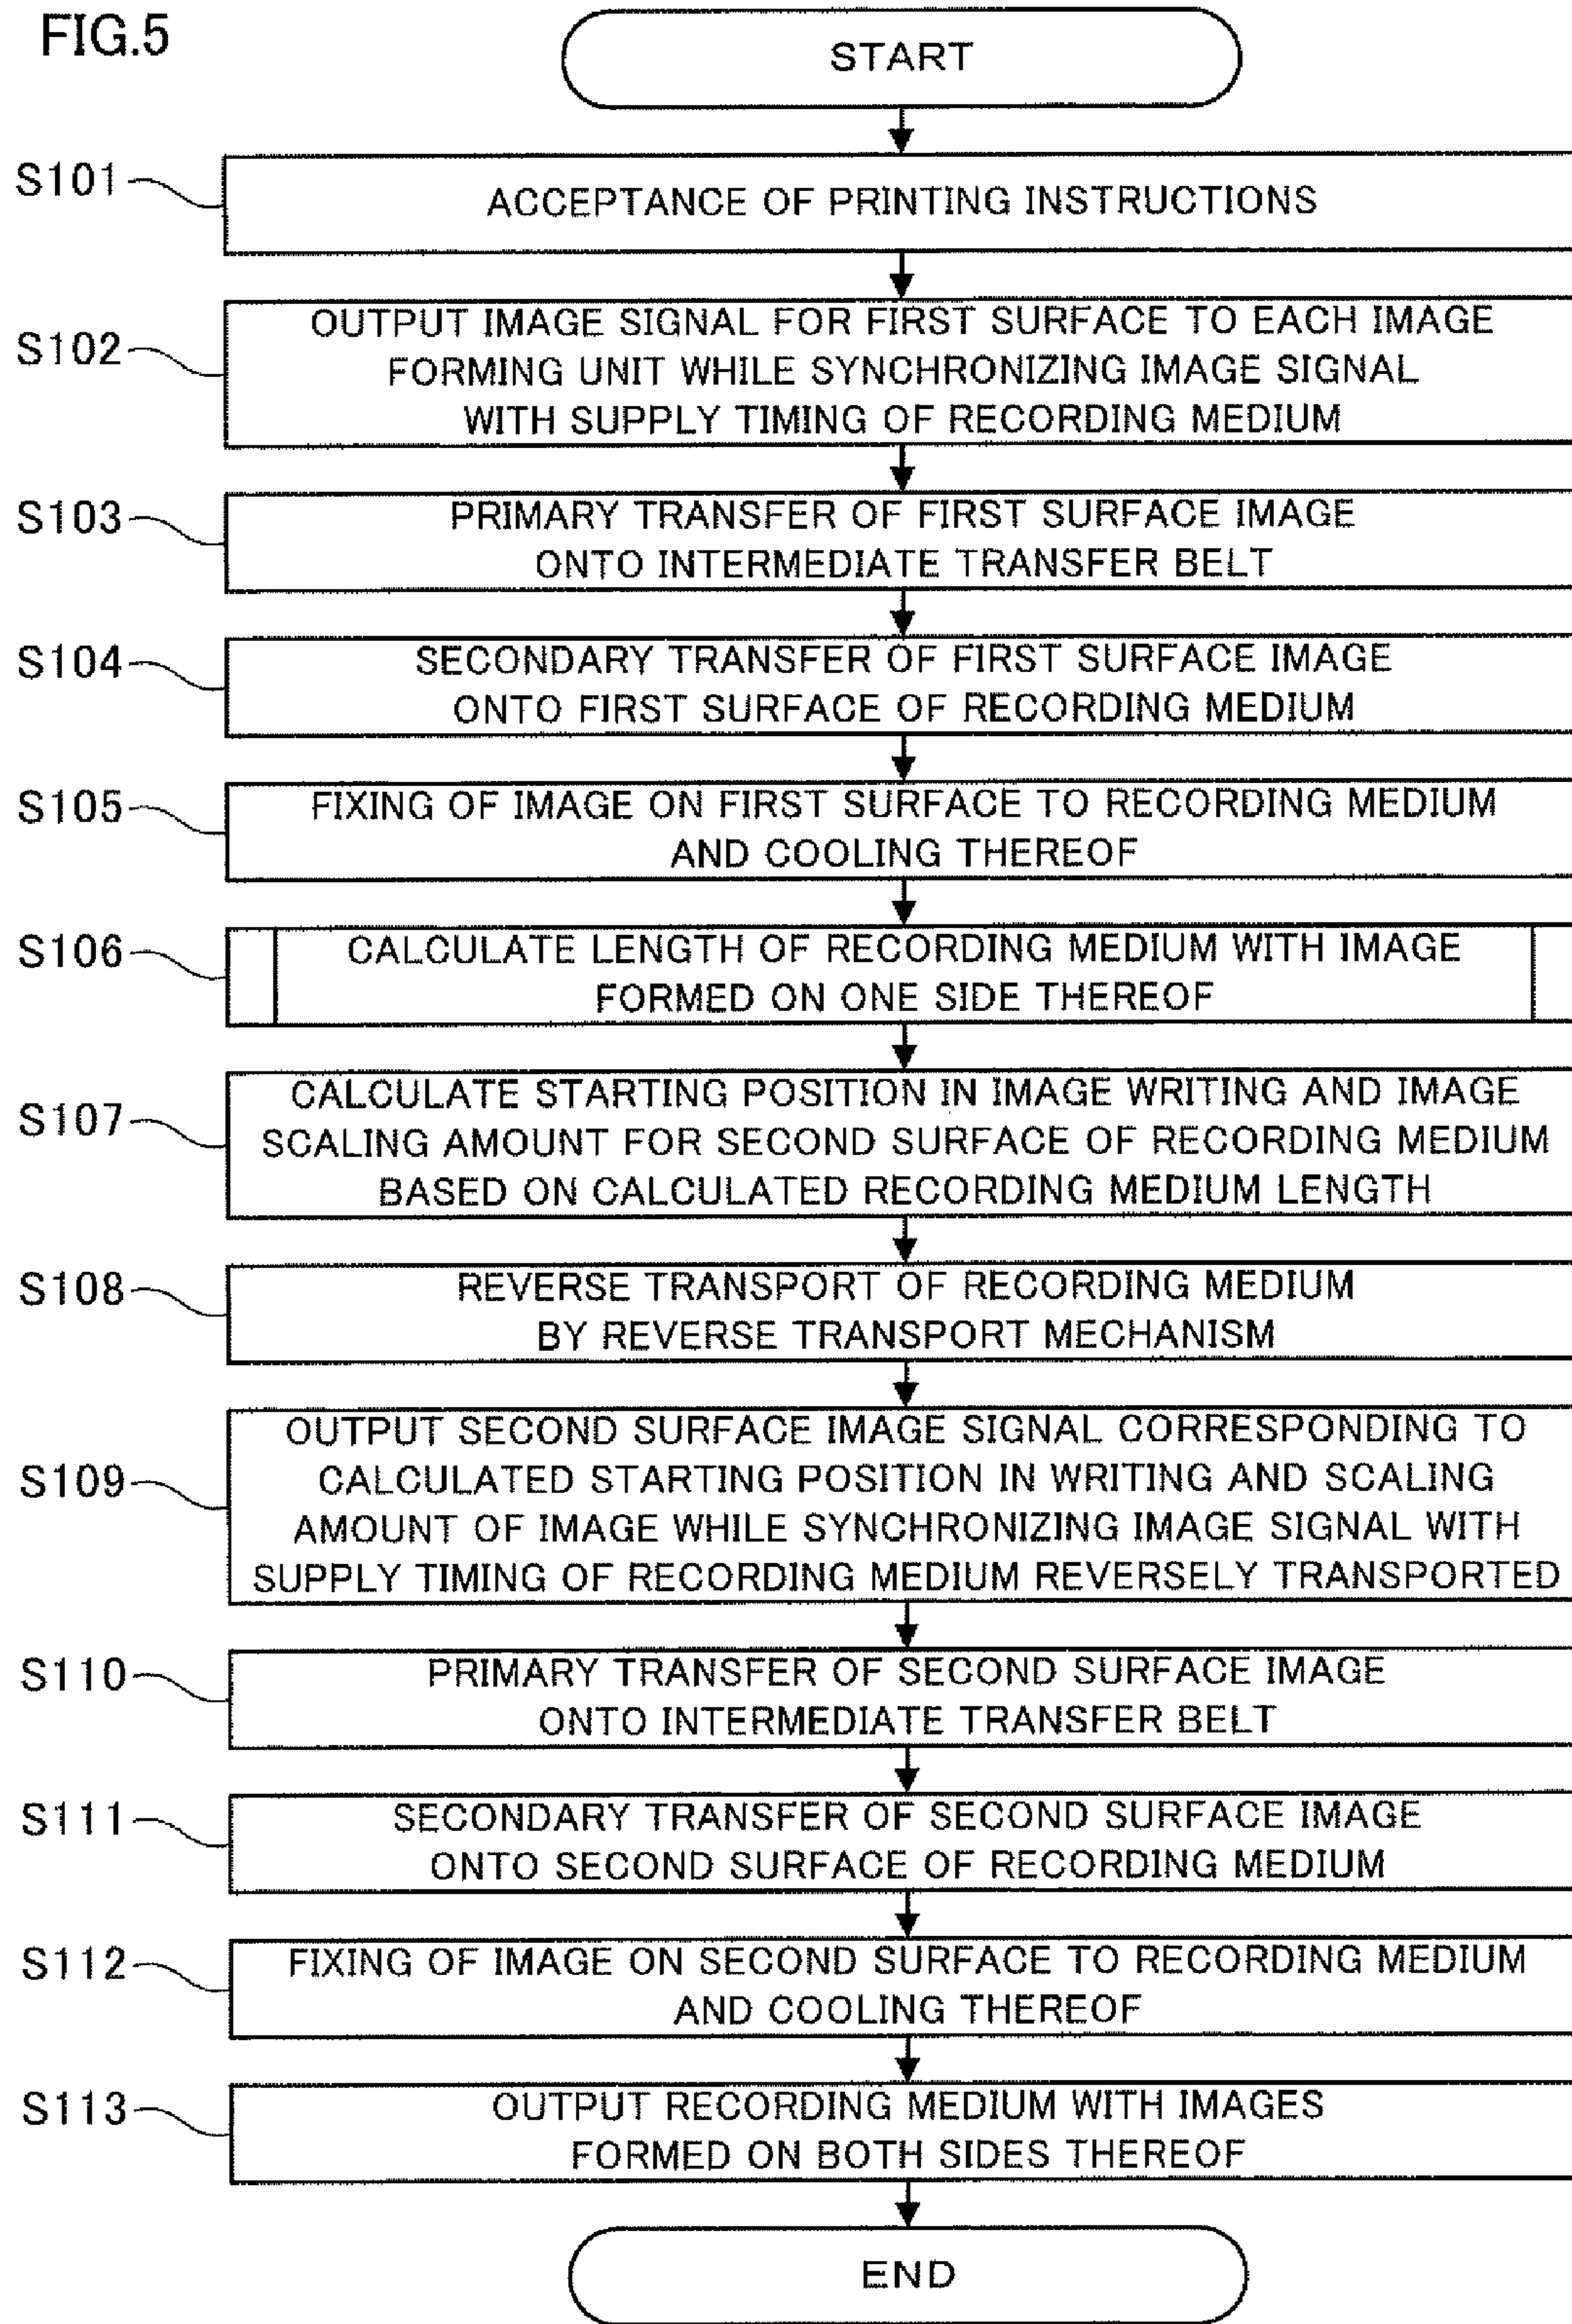 FIG.5
START
S101
ACCEPTANCE OF PRINTING INSTRUCTIONS
S102
OUTPUT IMAGE SIGNAL FOR FIRST SURFACE TO EACH IMAGE
FORMING UNIT WHILE SYNCHRONIZING IMAGE SIGNAL
WITH SUPPLY TIMING OF RECORDING MEDIUM
S103
PRIMARY TRANSFER OF FIRST SURFACE IMAGE
ONTO INTERMEDIATE TRANSFER BELT
S104
SECONDARY TRANSFER OF FIRST SURFACE IMAGE
ONTO FIRST SURFACE OF RECORDING MEDIUM
S105
FIXING OF IMAGE ON FIRST SURFACE TO RECORDING MEDIUM
AND COOLING THEREOF
S106
CALCULATE LENGTH OF RECORDING MEDIUM WITH IMAGE
FORMED ON ONE SIDE THEREOF
S107
CALCULATE STARTING POSITION IN IMAGE WRITING AND IMAGE
SCALING AMOUNT FOR SECOND SURFACE OF RECORDING MEDIUM
BASED ON CALCULATED RECORDING MEDIUM LENGTH
S108
REVERSE TRANSPORT OF RECORDING MEDIUM
BY REVERSE TRANSPORT MECHANISM
S109
OUTPUT SECOND SURFACE IMAGE SIGNAL CORRESPONDING TO
CALCULATED STARTING POSITION IN WRITING AND SCALING
AMOUNT OF IMAGE WHILE SYNCHRONIZING IMAGE SIGNAL WITH
SUPPLY TIMING OF RECORDING MEDIUM REVERSELY TRANSPORTED
S110
PRIMARY TRANSFER OF SECOND SURFACE IMAGE
ONTO INTERMEDIATE TRANSFER BELT
S111
SECONDARY TRANSFER OF SECOND SURFACE IMAGE
ONTO SECOND SURFACE OF RECORDING MEDIUM
S112
FIXING OF IMAGE ON SECOND SURFACE TO RECORDING MEDIUM
AND COOLING THEREOF
S113
OUTPUT RECORDING MEDIUM WITH IMAGES
FORMED ON BOTH SIDES THEREOF
END